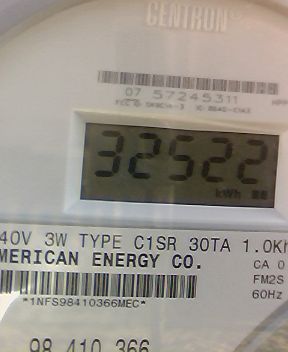 CENTRON®
07 57245311
32522
kWh
40V 3W TYPE C1SR 30TA 1.0Kh
MERICAN ENERGY CO.
CA 0
FM2S
60Hz
*1NFS98410366MEC*
98 410 366